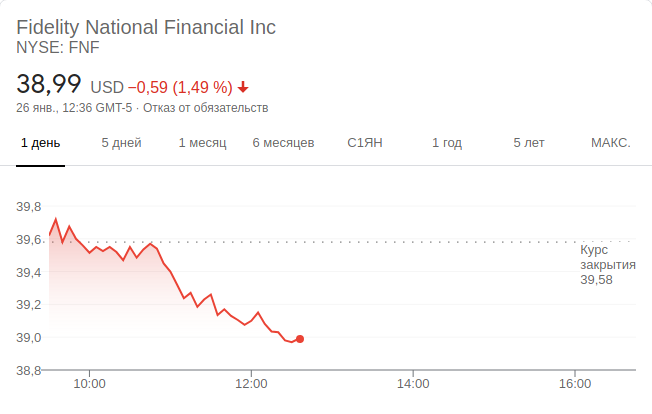 Fidelity National Financial Inc
NYSE: FNF
38,99 USD −0,59 (1,49 %)
26 янв., 12:36 GMT-5 · Отказ от обязательств
1 день 5 дней 1 месяц 6 месяцев С1ЯН 1 год 5 лет МАКС.
39,8
39,6
Курс
закрытия
39,58
39,4
39,2
39,0
38,8
10:00 12:00 14:00 16:00